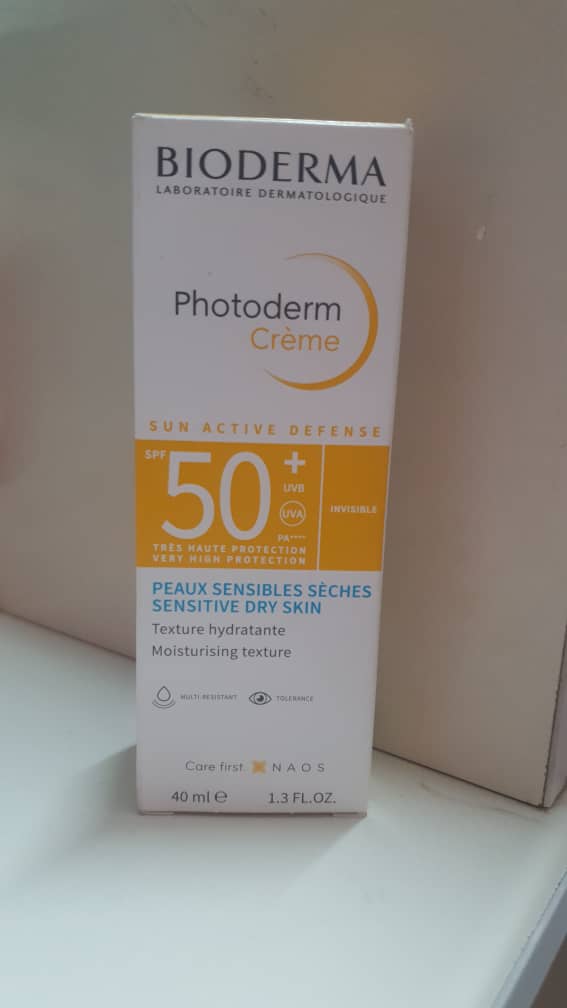 BIODERMA
LABORATOIRE DERMATOLOGIQUE
Photoderm
Crème
SUN ACTIVE DEFENSE
SPF 50+
UVB
UVA
PA****
INVISIBLE
TRÈS HAUTE PROTECTION
VERY HIGH PROTECTION
PEAUX SENSIBLES SÈCHES
SENSITIVE DRY SKIN
Texture hydratante
Moisturising texture
MULTI-RESISTANT TOLERANCE
Care first. NAOS
40 ml ℮ 1.3 FL.OZ.